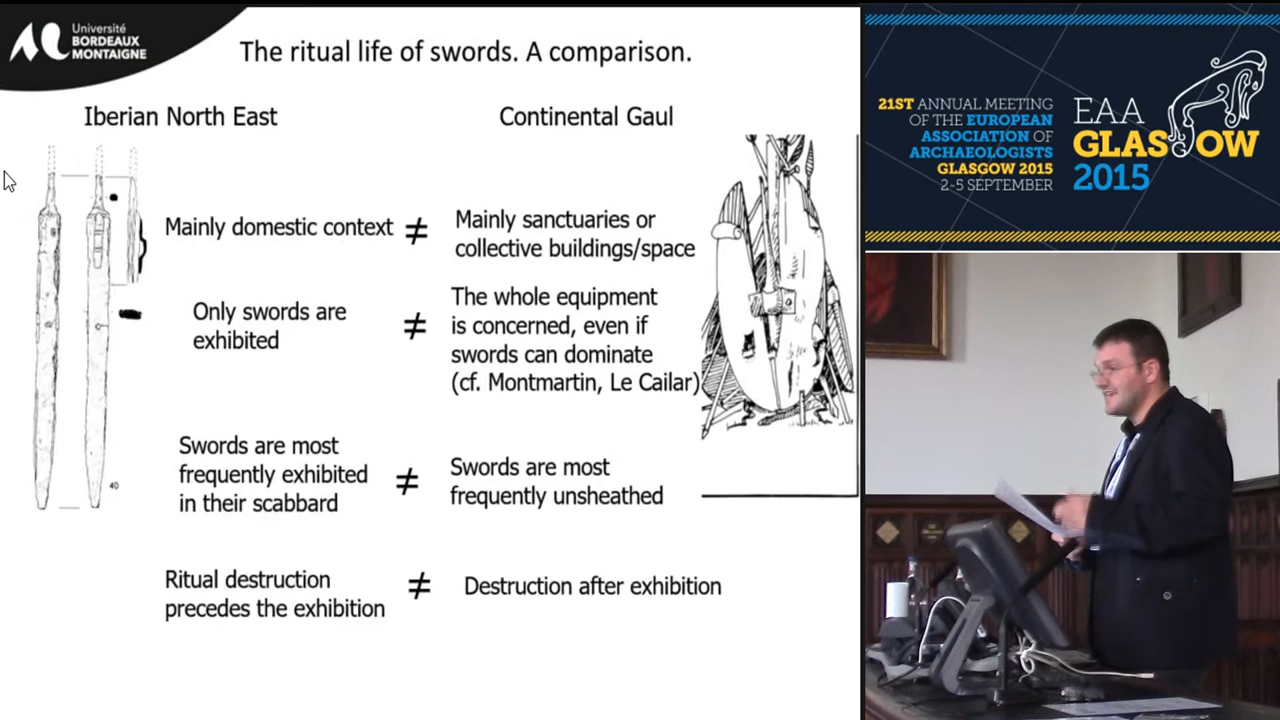 Université
BORDEAUX
MONTAIGNE
The ritual life of swords. A comparison.
Iberian North East
Continental Gaul
Mainly domestic context ≠ Mainly sanctuaries or
collective buildings/space
Only swords are
exhibited
≠
The whole equipment
is concerned, even if
swords can dominate
(cf. Montmartin, Le Cailar)
Swords are most
frequently exhibited
in their scabbard
≠
Swords are most
frequently unsheathed
Ritual destruction
precedes the exhibition
≠
Destruction after exhibition
40
21ST ANNUAL MEETING
OF THE EUROPEAN
ASSOCIATION OF
ARCHAEOLOGISTS
GLASGOW 2015
2-5 SEPTEMBER
EAA
GLASGOW
2015